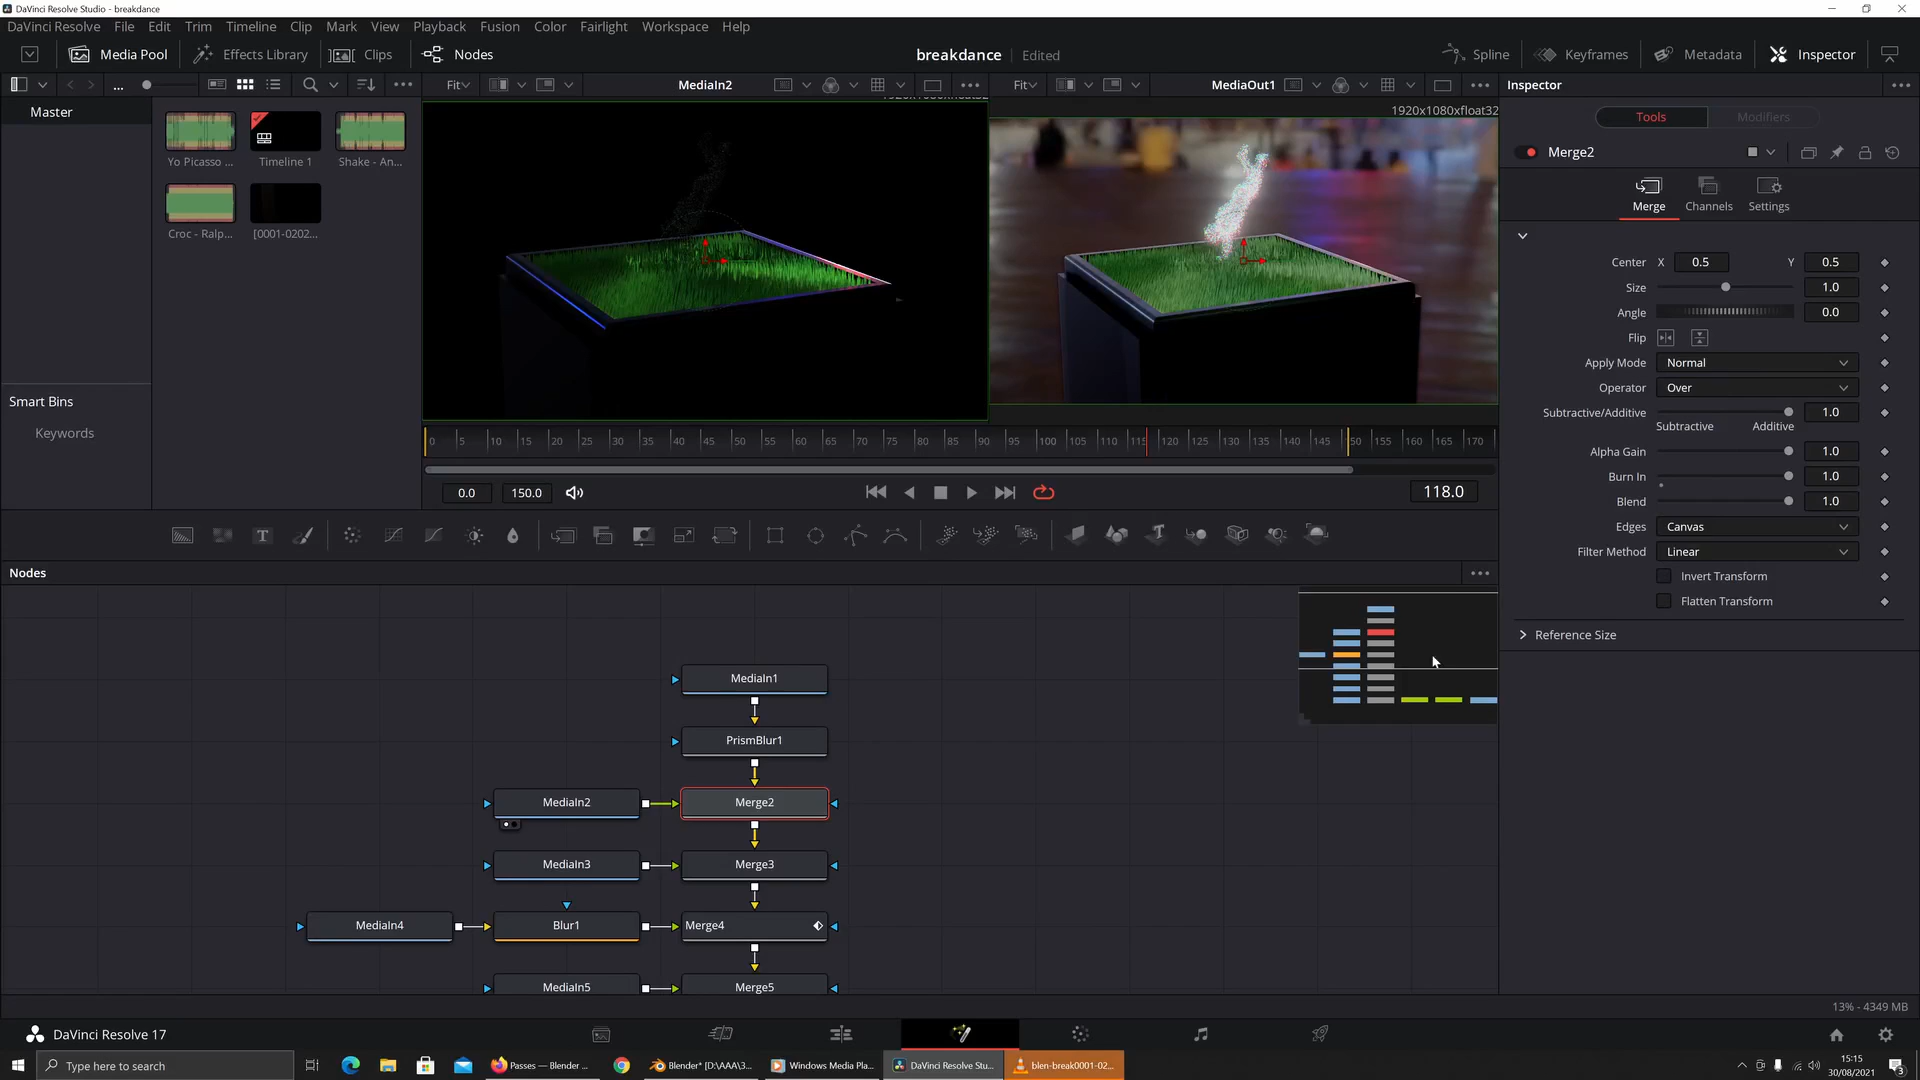 DaVinci Resolve Studio - breakdance
DaVinci Resolve File Edit Trim Timeline Clip Mark View Playback Fusion Color Fairlight Workspace Help
Media Pool Effects Library Clips Nodes breakdance Edited Spline Keyframes Metadata Inspector
... Fit MediaIn2 ... Fit MediaOut1 ... Inspector ...
Master
1920x1080xfloat32
Tools Modifiers
Yo Picasso ... Timeline 1 Shake - An...
Croc - Ralp... [0001-0202...
Merge2
Merge Channels Settings
Center X 0.5 Y 0.5
Size 1.0
Angle 0.0
Flip
Apply Mode Normal
Operator Over
Subtractive/Additive 1.0
Subtractive Additive
Alpha Gain 1.0
Burn In 1.0
Blend 1.0
Edges Canvas
Filter Method Linear
Invert Transform
Flatten Transform
Reference Size
Smart Bins
Keywords
0 5 10 15 20 25 30 35 40 45 50 55 60 65 70 75 80 85 90 95 100 105 110 115 120 125 130 135 140 145 50 155 160 165 170
0.0 150.0 118.0
Nodes ...
MediaIn1
PrismBlur1
MediaIn2 Merge2
MediaIn3 Merge3
MediaIn4 Blur1 Merge4
MediaIn5 Merge5
13% - 4349 MB
DaVinci Resolve 17
Type here to search
Passes — Blender ...
Blender* [D:\AAA\3...
Windows Media Pla...
DaVinci Resolve Stu...
blen-break0001-02...
15:15
30/08/2021
3